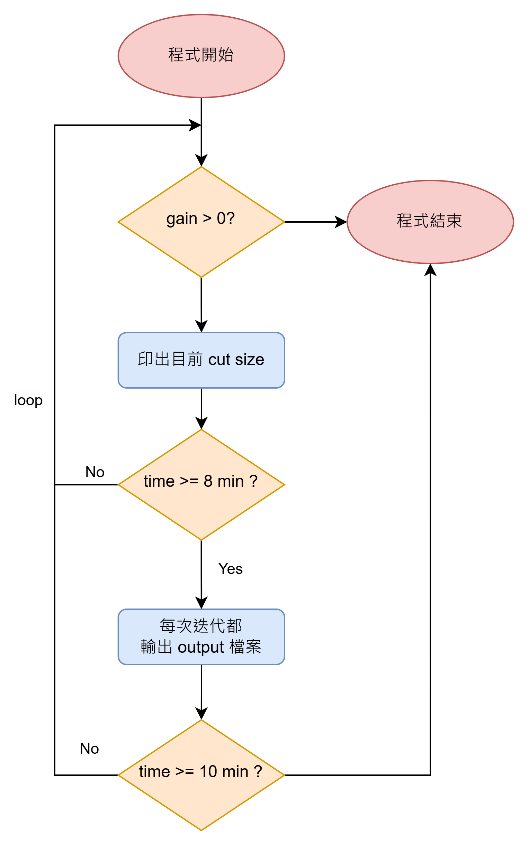 程式開始
gain > 0?
程式結束
印出目前 cut size
loop
No
time >= 8 min ?
Yes
每次迭代都
輸出 output 檔案
No
time >= 10 min ?